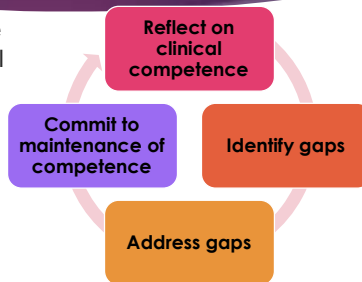 Reflect on
clinical
competence
Identify gaps
Address gaps
Commit to
maintenance of
competence